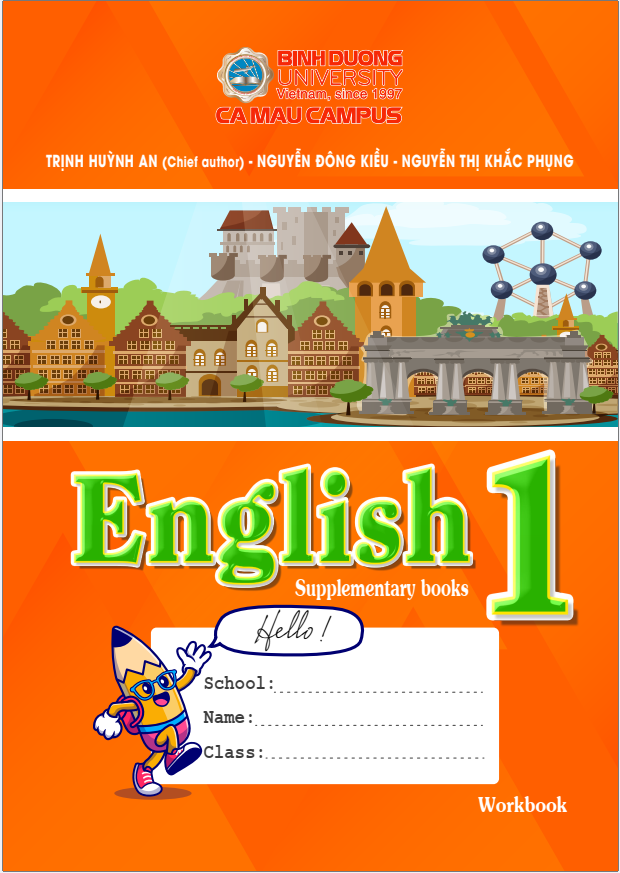 BINH DUONG
UNIVERSITY
Vietnam, since 1997
CA MAU CAMPUS
TRỊNH HUỲNH AN (Chief author) - NGUYỄN ĐÔNG KIỀU - NGUYỄN THỊ KHẮC PHỤNG
English 1
Supplementary books
Hello!
School:
Name:
Class:
Workbook